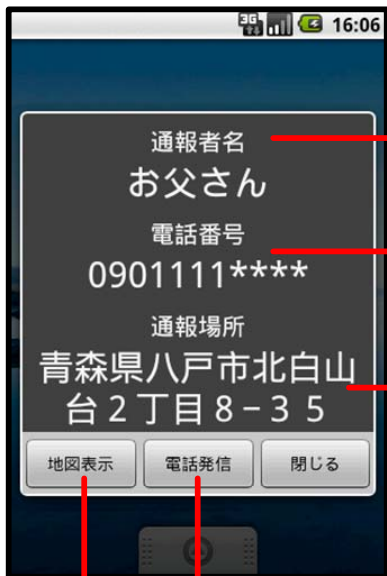 3G 16:06
通報者名
お父さん
電話番号
0901111****
通報場所
青森県八戸市北白山
台２丁目８－３５
地図表示 電話発信 閉じる